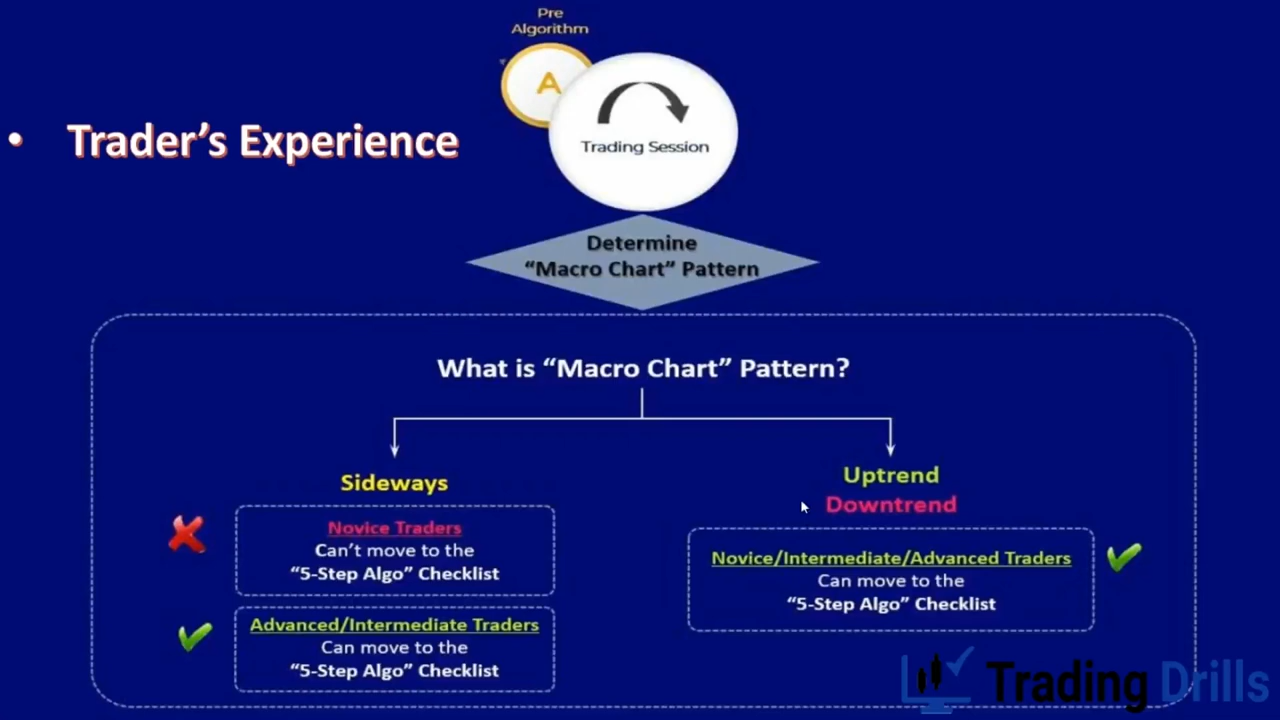 Pre
Algorithm
A
Trading Session
• Trader’s Experience
Determine
“Macro Chart” Pattern
What is “Macro Chart” Pattern?
Sideways
Novice Traders
Can’t move to the
“5-Step Algo” Checklist
Advanced/Intermediate Traders
Can move to the
“5-Step Algo” Checklist
Uptrend
Downtrend
Novice/Intermediate/Advanced Traders
Can move to the
“5-Step Algo” Checklist
Trading Drills